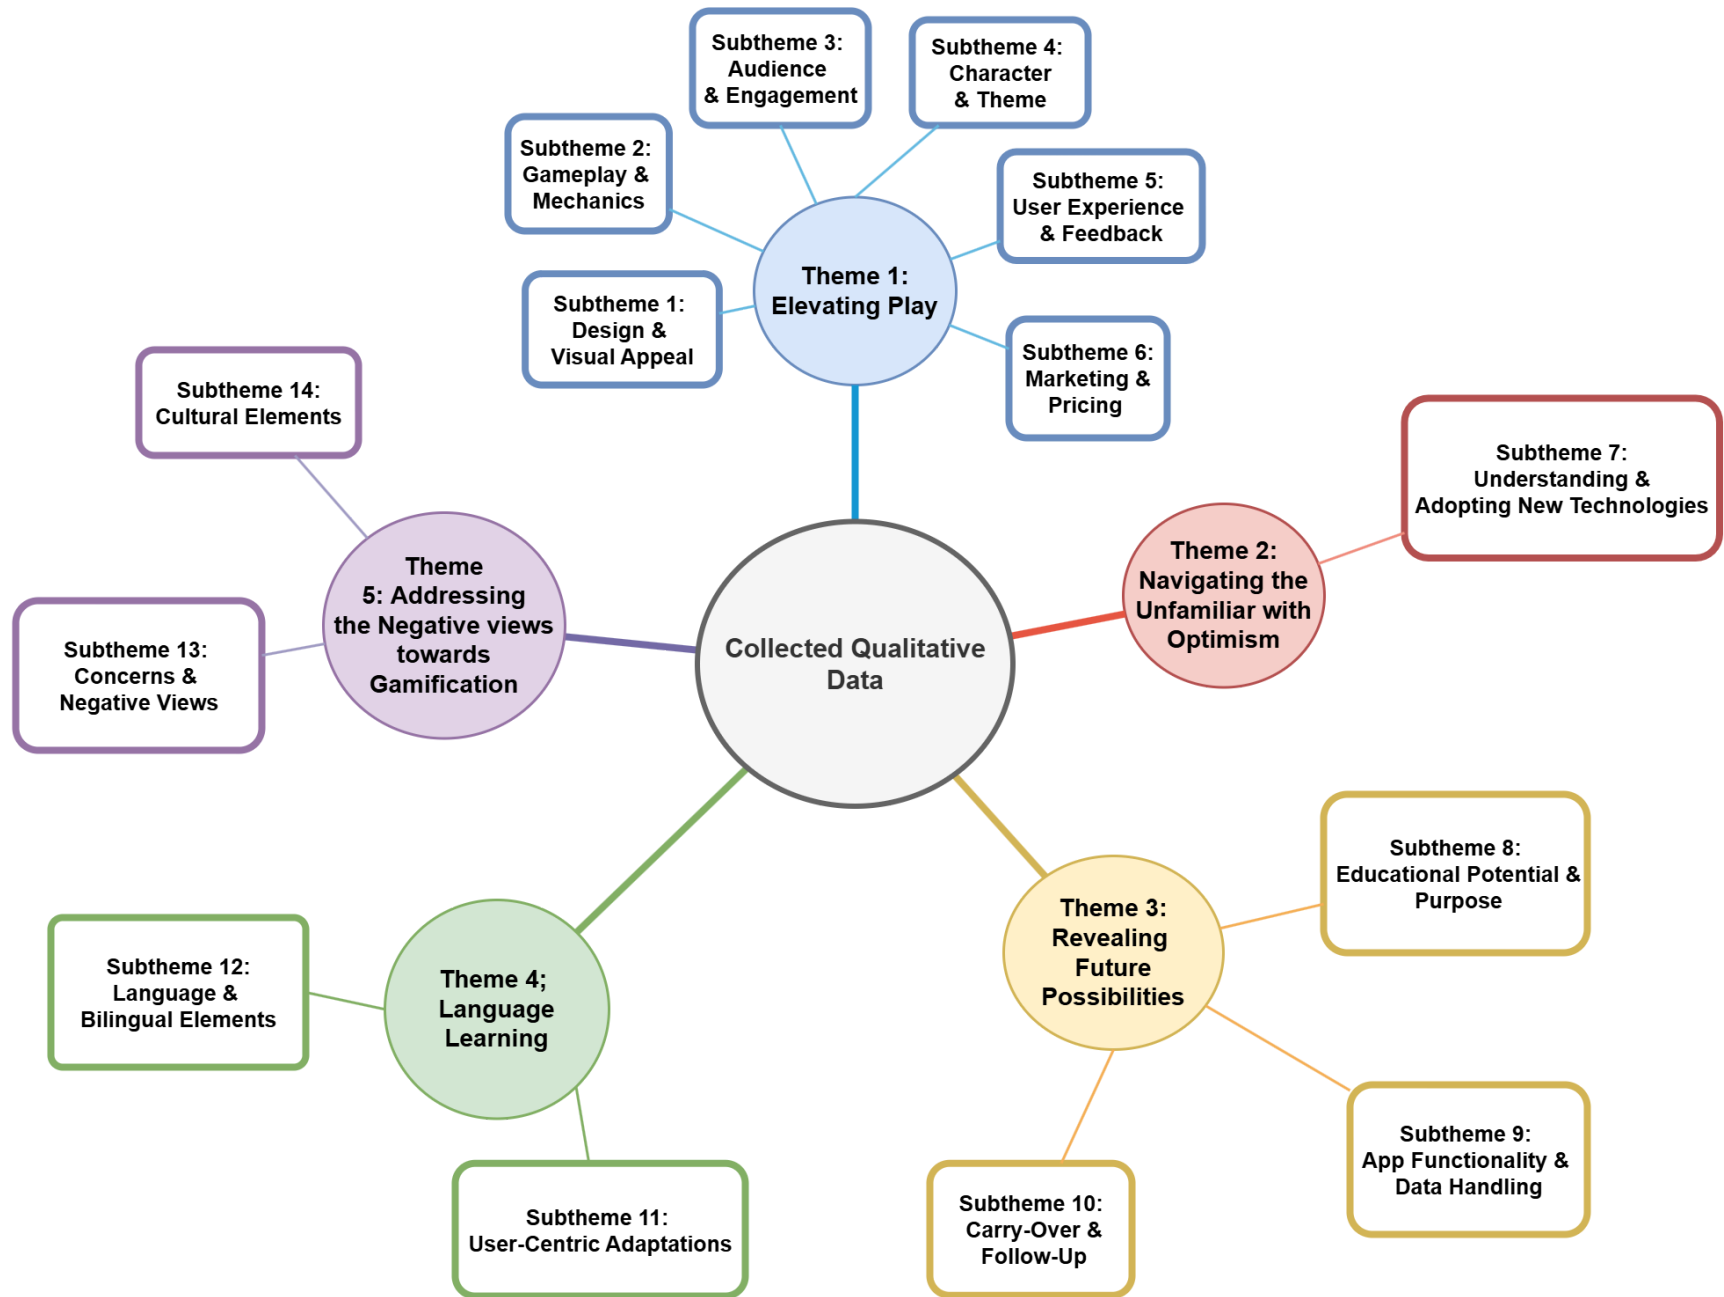 Subtheme 3:
Audience
& Engagement
Subtheme 4:
Character
& Theme
Subtheme 2:
Gameplay &
Mechanics
Subtheme 5:
User Experience
& Feedback
Theme 1:
Elevating Play
Subtheme 1:
Design &
Visual Appeal
Subtheme 6:
Marketing &
Pricing
Subtheme 14:
Cultural Elements
Subtheme 7:
Understanding &
Adopting New Technologies
Theme 2:
Navigating the
Unfamiliar with
Optimism
Theme
5: Addressing
the Negative views
towards
Gamification
Subtheme 13:
Concerns &
Negative Views
Collected Qualitative
Data
Subtheme 8:
Educational Potential &
Purpose
Theme 3:
Revealing
Future
Possibilities
Subtheme 12:
Language &
Bilingual Elements
Theme 4;
Language
Learning
Subtheme 9:
App Functionality &
Data Handling
Subtheme 10:
Carry-Over &
Follow-Up
Subtheme 11:
User-Centric Adaptations